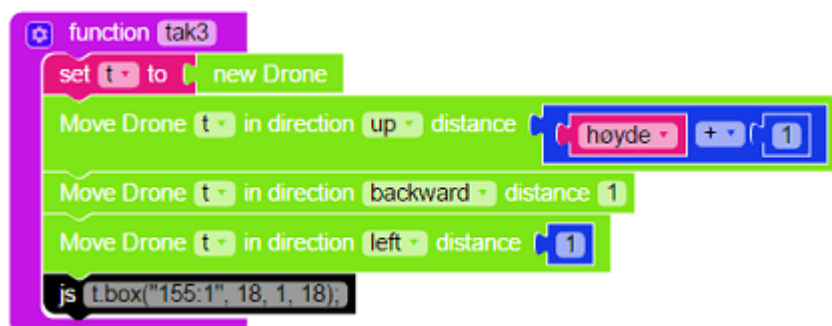 function tak3
set t to new Drone
Move Drone t in direction up distance høyde + 1
Move Drone t in direction backward distance 1
Move Drone t in direction left distance 1
js t.box("155:1", 18, 1, 18);